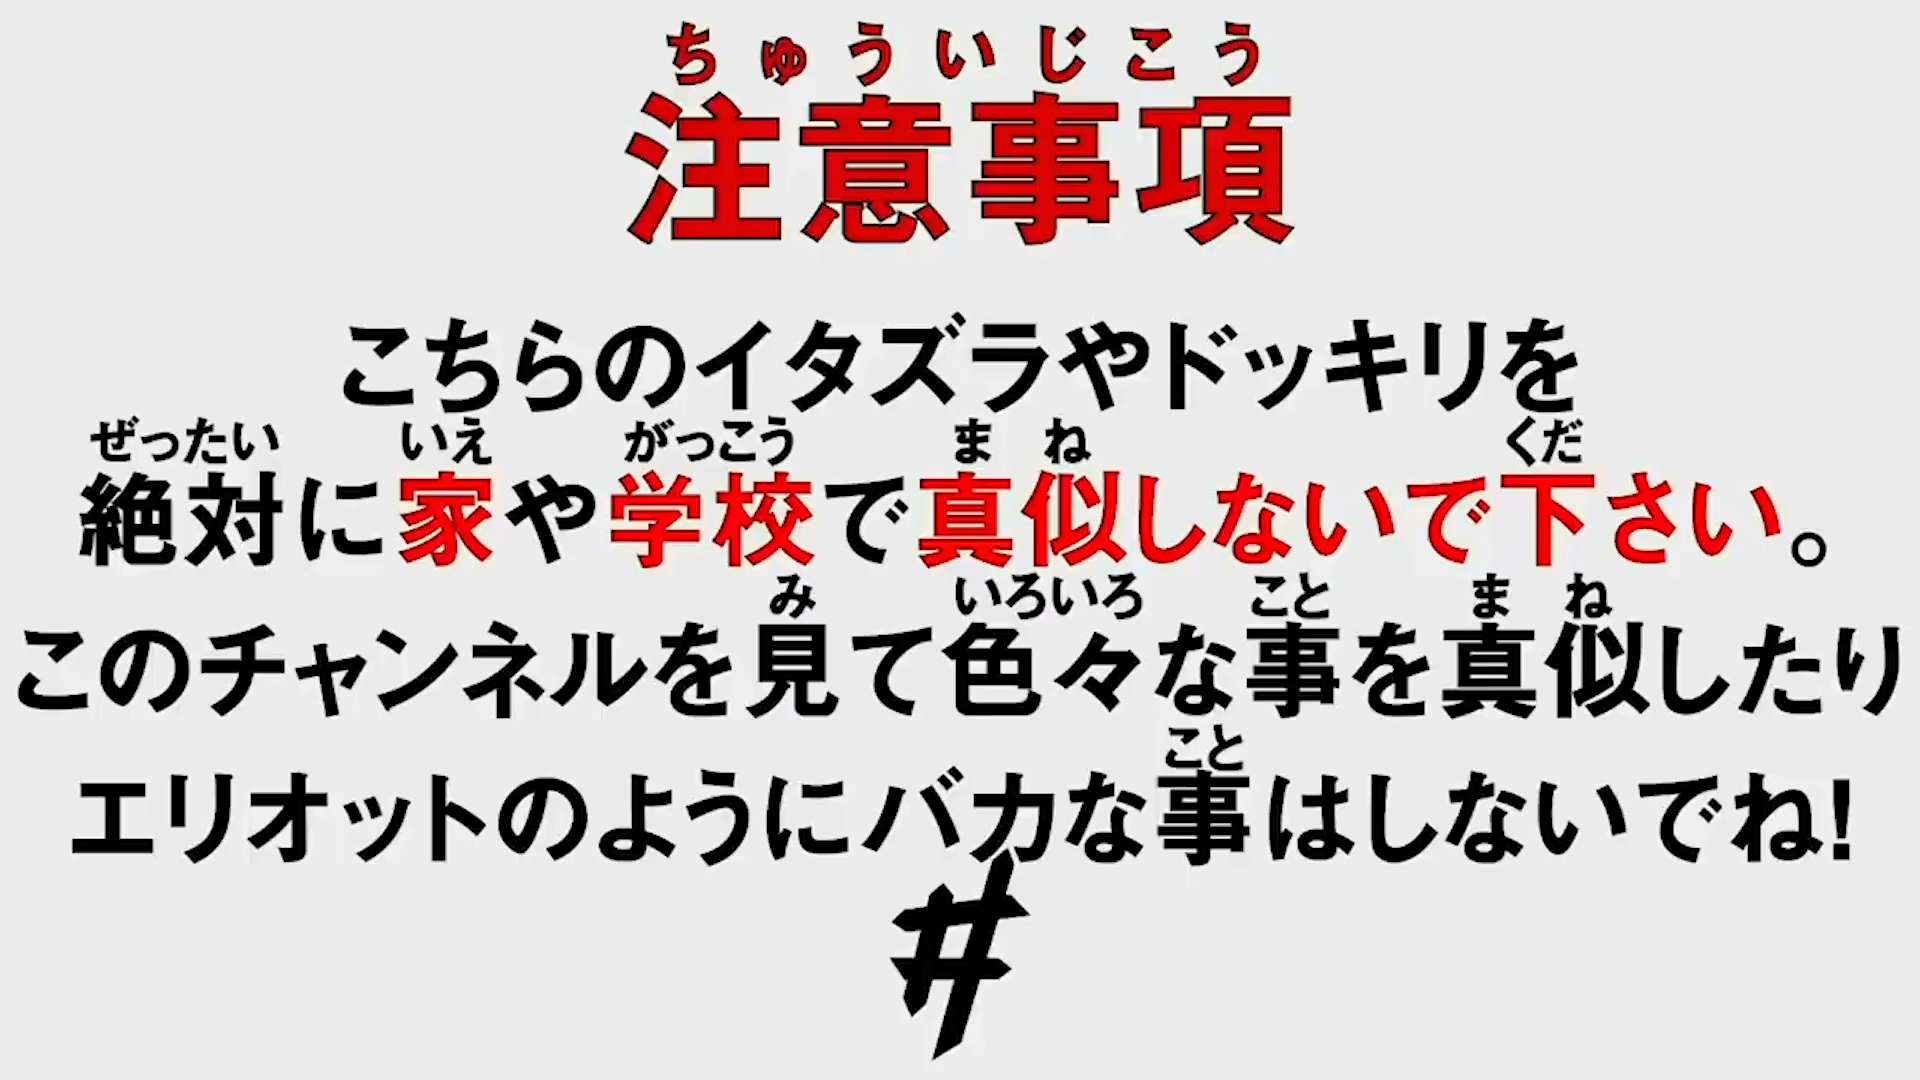 ちゅういじこう
注意事項
こちらのイタズラやドッキリを
ぜったい いえ がっこう まね くだ
絶対に家や学校で真似しないで下さい。
み いろいろ こと まね
このチャンネルを見て色々な事を真似したり
こと
エリオットのようにバカな事はしないでね!
#